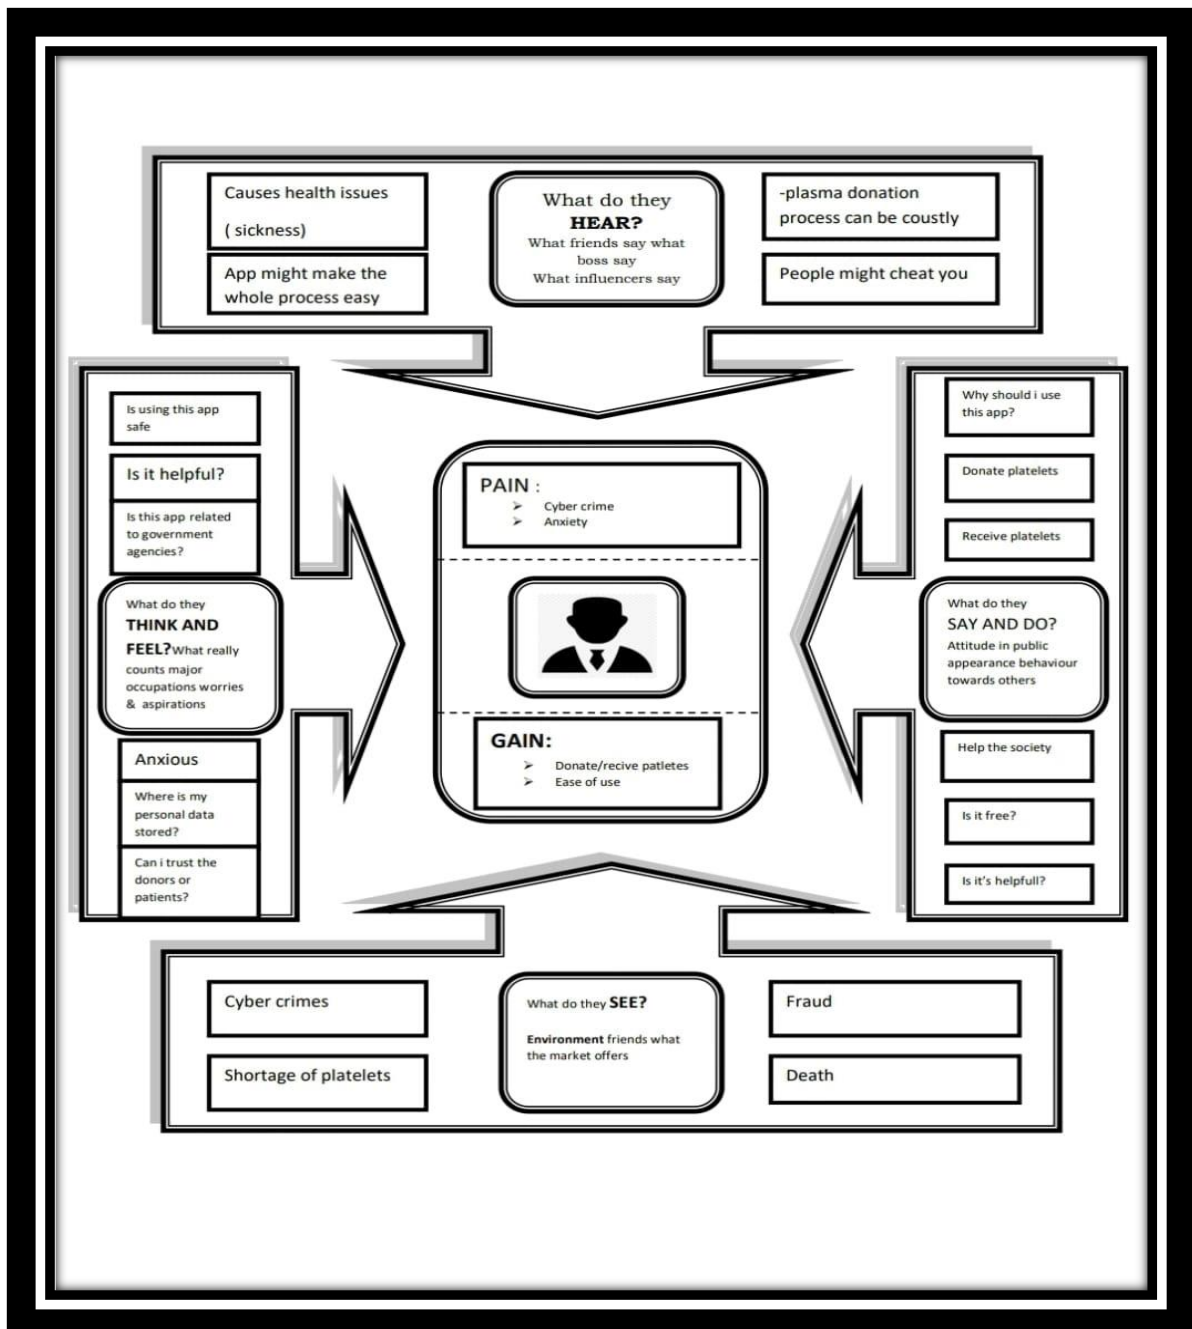 Causes health issues
( sickness)
App might make the
whole process easy
What do they
HEAR?
What friends say what
boss say
What influencers say
-plasma donation
process can be coustly
People might cheat you
Is using this app
safe
Is it helpful?
Is this app related
to government
agencies?
What do they
THINK AND
FEEL?What really
counts major
occupations worries
& aspirations
Anxious
Where is my
personal data
stored?
Can i trust the
donors or
patients?
PAIN :
➢ Cyber crime
➢ Anxiety
GAIN:
➢ Donate/recive patletes
➢ Ease of use
Why should i use
this app?
Donate platelets
Receive platelets
What do they
SAY AND DO?
Attitude in public
appearance behaviour
towards others
Help the society
Is it free?
Is it’s helpfull?
Cyber crimes
Shortage of platelets
What do they SEE?
Environment friends what
the market offers
Fraud
Death